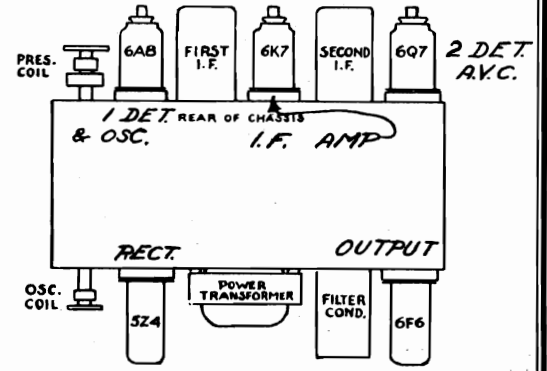 PRES.
COIL
6A8
FIRST
I.F.
6K7
SECOND
I.F.
6Q7
2 DET.
A.V.C.
1 DET. REAR OF CHASSIS
& OSC.
I.F. AMP
RECT.
OUTPUT
OSC.
COIL
5Z4
POWER
TRANSFORMER
FILTER
COND.
6F6